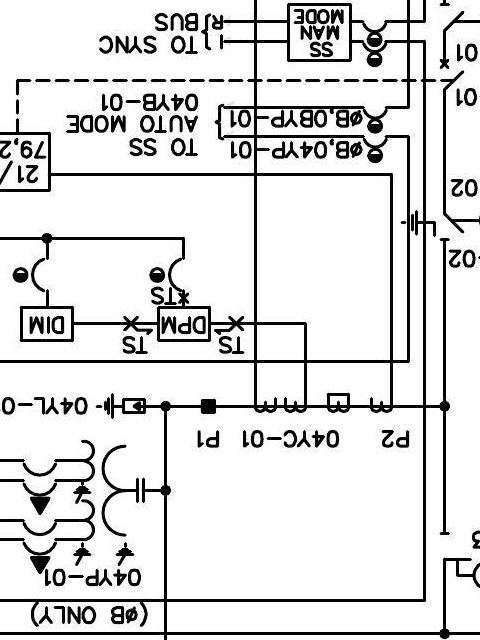 (ØB ONLY)
04YP-01
3
P2
04YC-01
P1
04YL-0
TS
TS
DPM
DIM
TS
-02
02
21/
79,2
ØB,04YP-01
TO SS
AUTO MODE
04YB-01
ØB,0BYP-01
-01
01
SS
MAN
MODE
TO SYNC
BUS